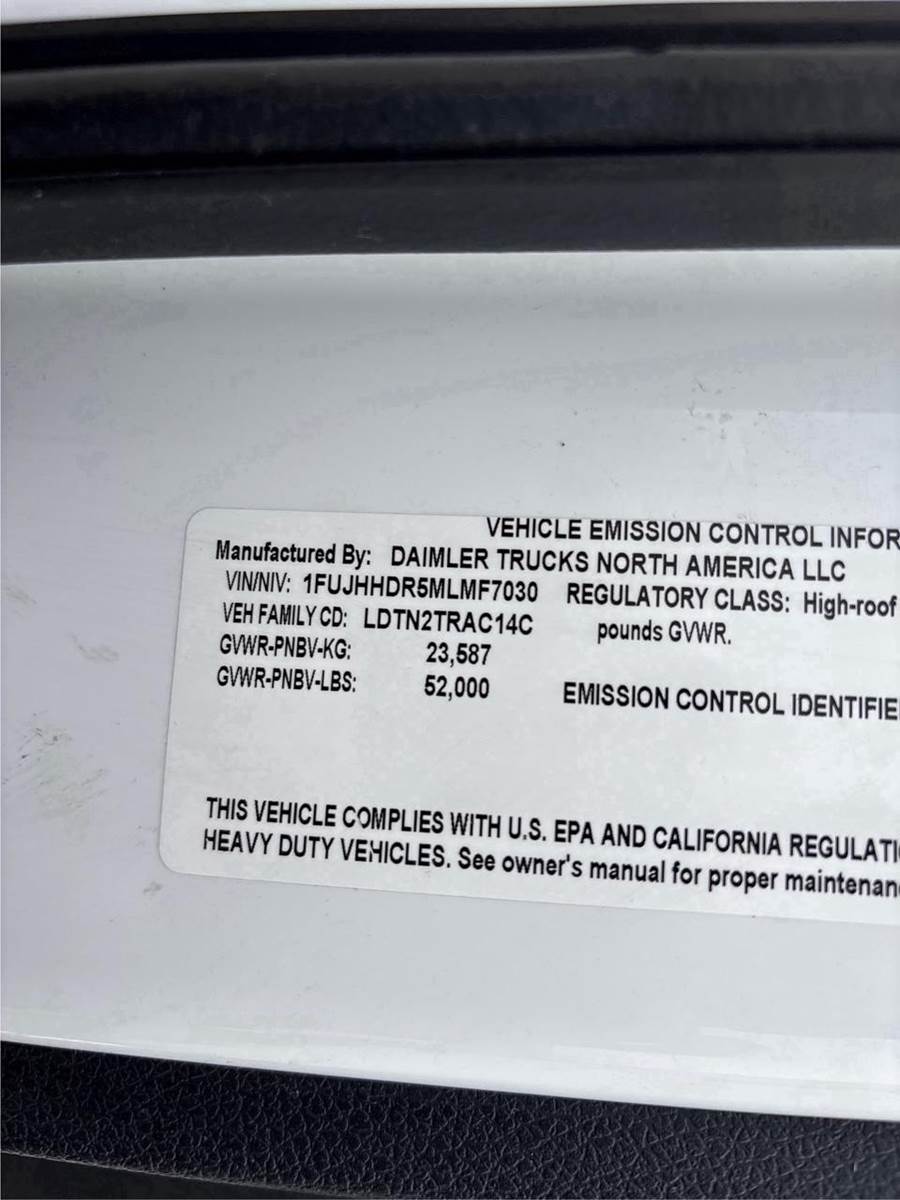 VEHICLE EMISSION CONTROL INFOR
Manufactured By: DAIMLER TRUCKS NORTH AMERICA LLC
VIN/NIV: 1FUJHHDR5MLMF7030 REGULATORY CLASS: High-roof
VEH FAMILY CD: LDTN2TRAC14C pounds GVWR.
GVWR-PNBV-KG: 23,587
GVWR-PNBV-LBS: 52,000 EMISSION CONTROL IDENTIFIE
THIS VEHICLE COMPLIES WITH U.S. EPA AND CALIFORNIA REGULATI
HEAVY DUTY VEHICLES. See owner's manual for proper maintenan